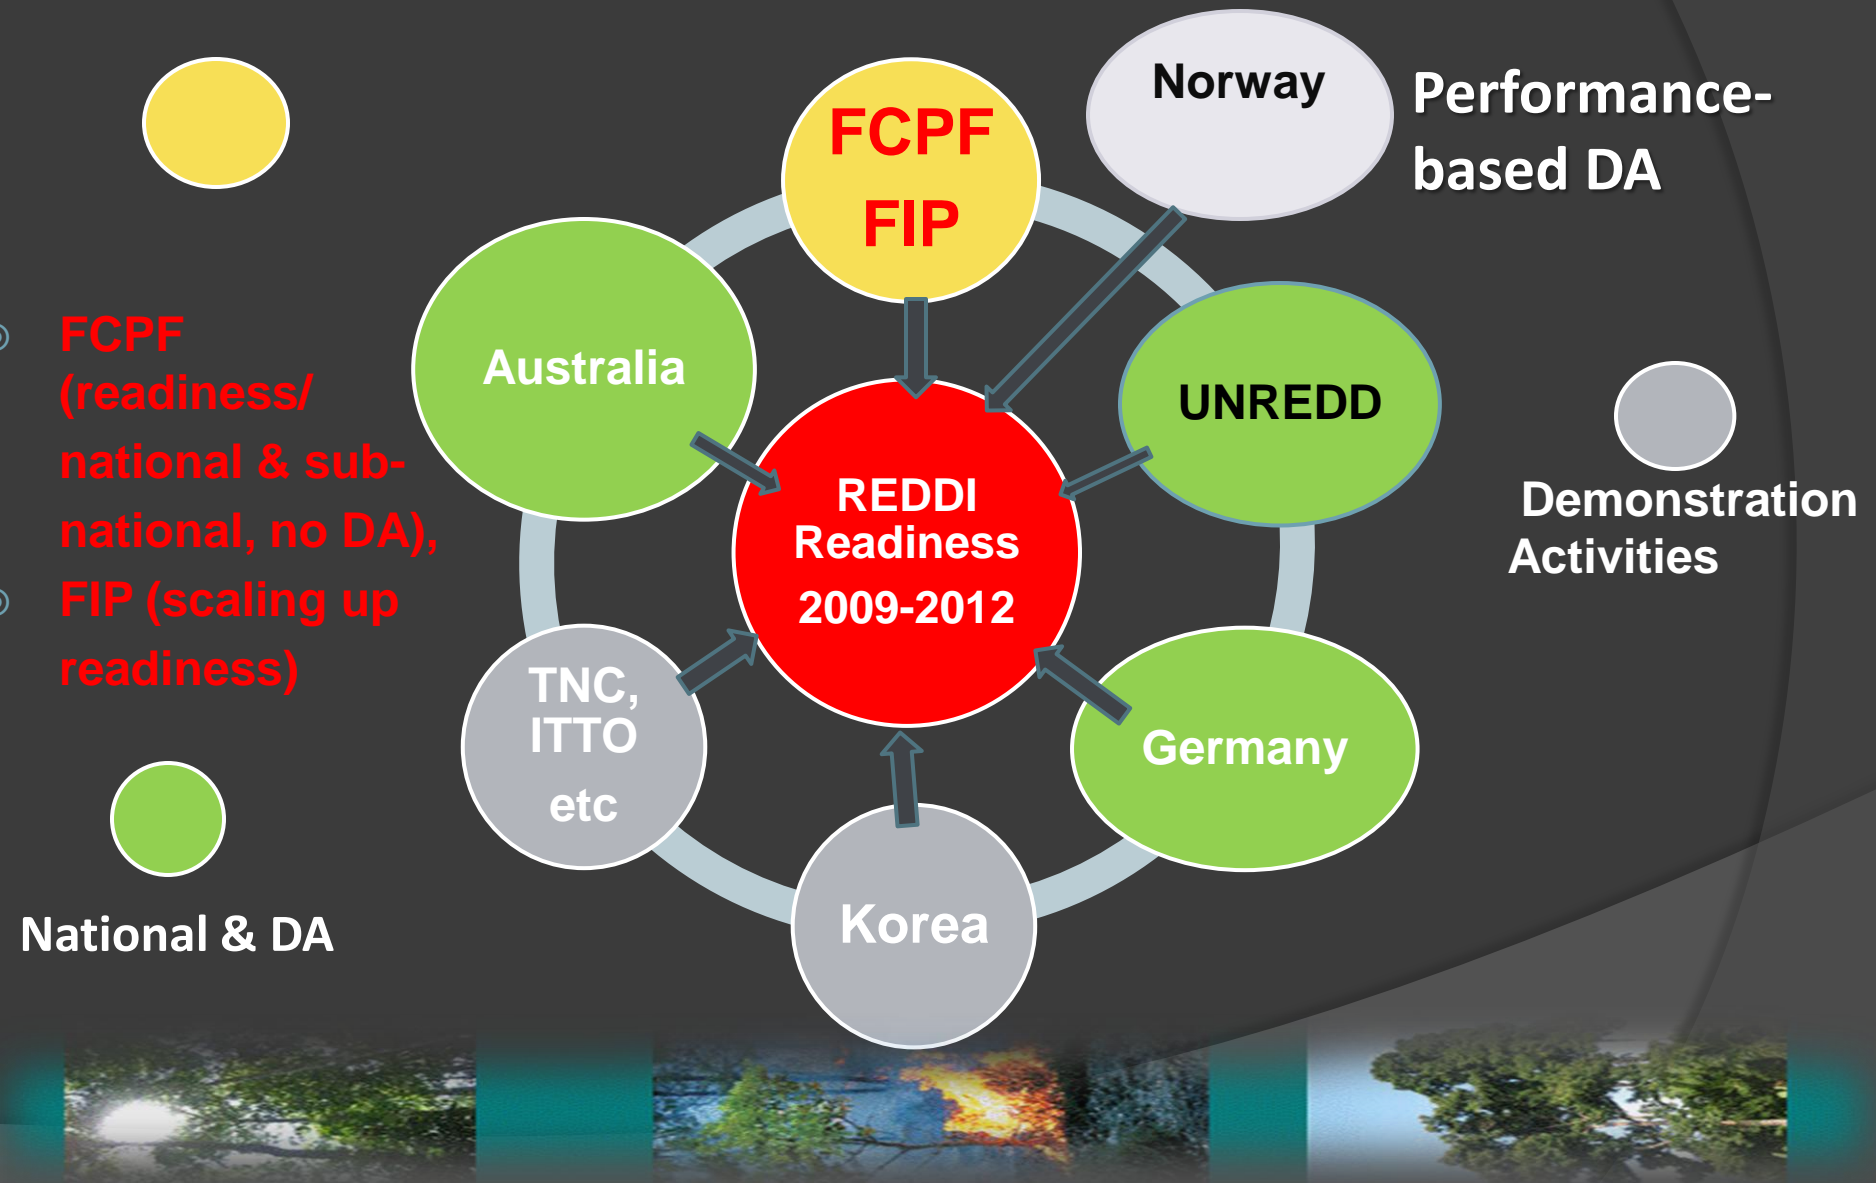 FCPF
FIP
Norway
Performance-
based DA
Australia
UNREDD
FCPF
(readiness/
national & sub-
national, no DA),
FIP (scaling up
readiness)
REDDI
Readiness
2009-2012
Demonstration
Activities
TNC,
ITTO
etc
Germany
Korea
National & DA